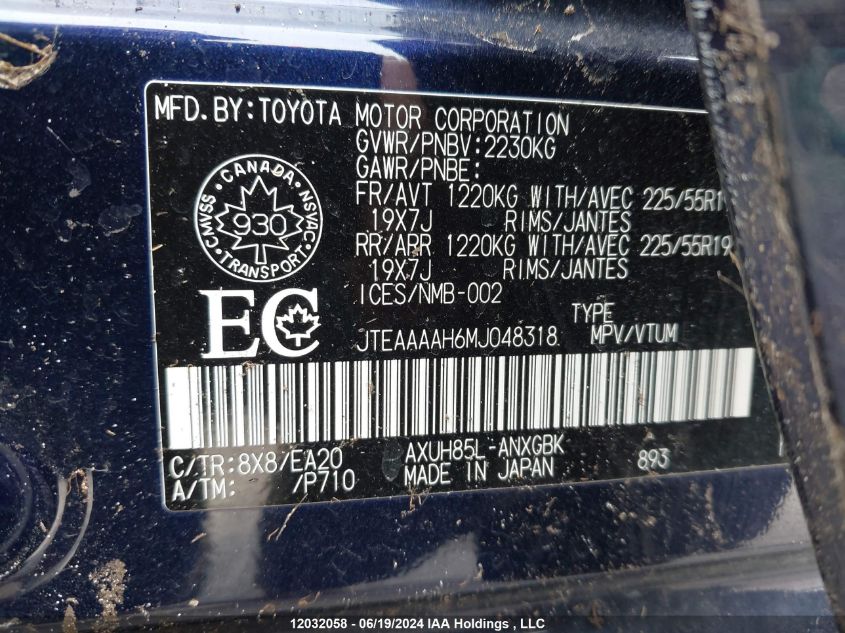 MFD.BY:TOYOTA MOTOR CORPORATION
GVWR/PNBV:2230KG
GAWR/PNBE:
FR/AVT 1220KG WITH/AVEC 225/55R1
19X7J RIMS/JANTES
RR/ARR 1220KG WITH/AVEC 225/55R19
19X7J RIMS/JANTES
ICES/NMB-002
CANADA
CMVSS NSVAC
930
TRANSPORT
EC
TYPE
JTEAAAAH6MJ048318 MPV/VTUM
C/TR:8X8/EA20 AXUH85L-ANXGBK 893
A/TM: /P710 MADE IN JAPAN
12032058 - 06/19/2024 IAA Holdings , LLC